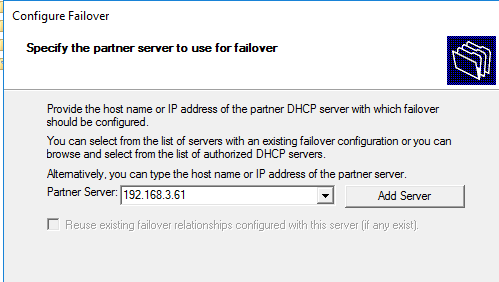 Configure Failover
Specify the partner server to use for failover
Provide the host name or IP address of the partner DHCP server with which failover
should be configured.
You can select from the list of servers with an existing failover configuration or you can
browse and select from the list of authorized DHCP servers.
Alternatively, you can type the host name or IP address of the partner server.
Partner Server: 192.168.3.61 Add Server
Reuse existing failover relationships configured with this server (if any exist).